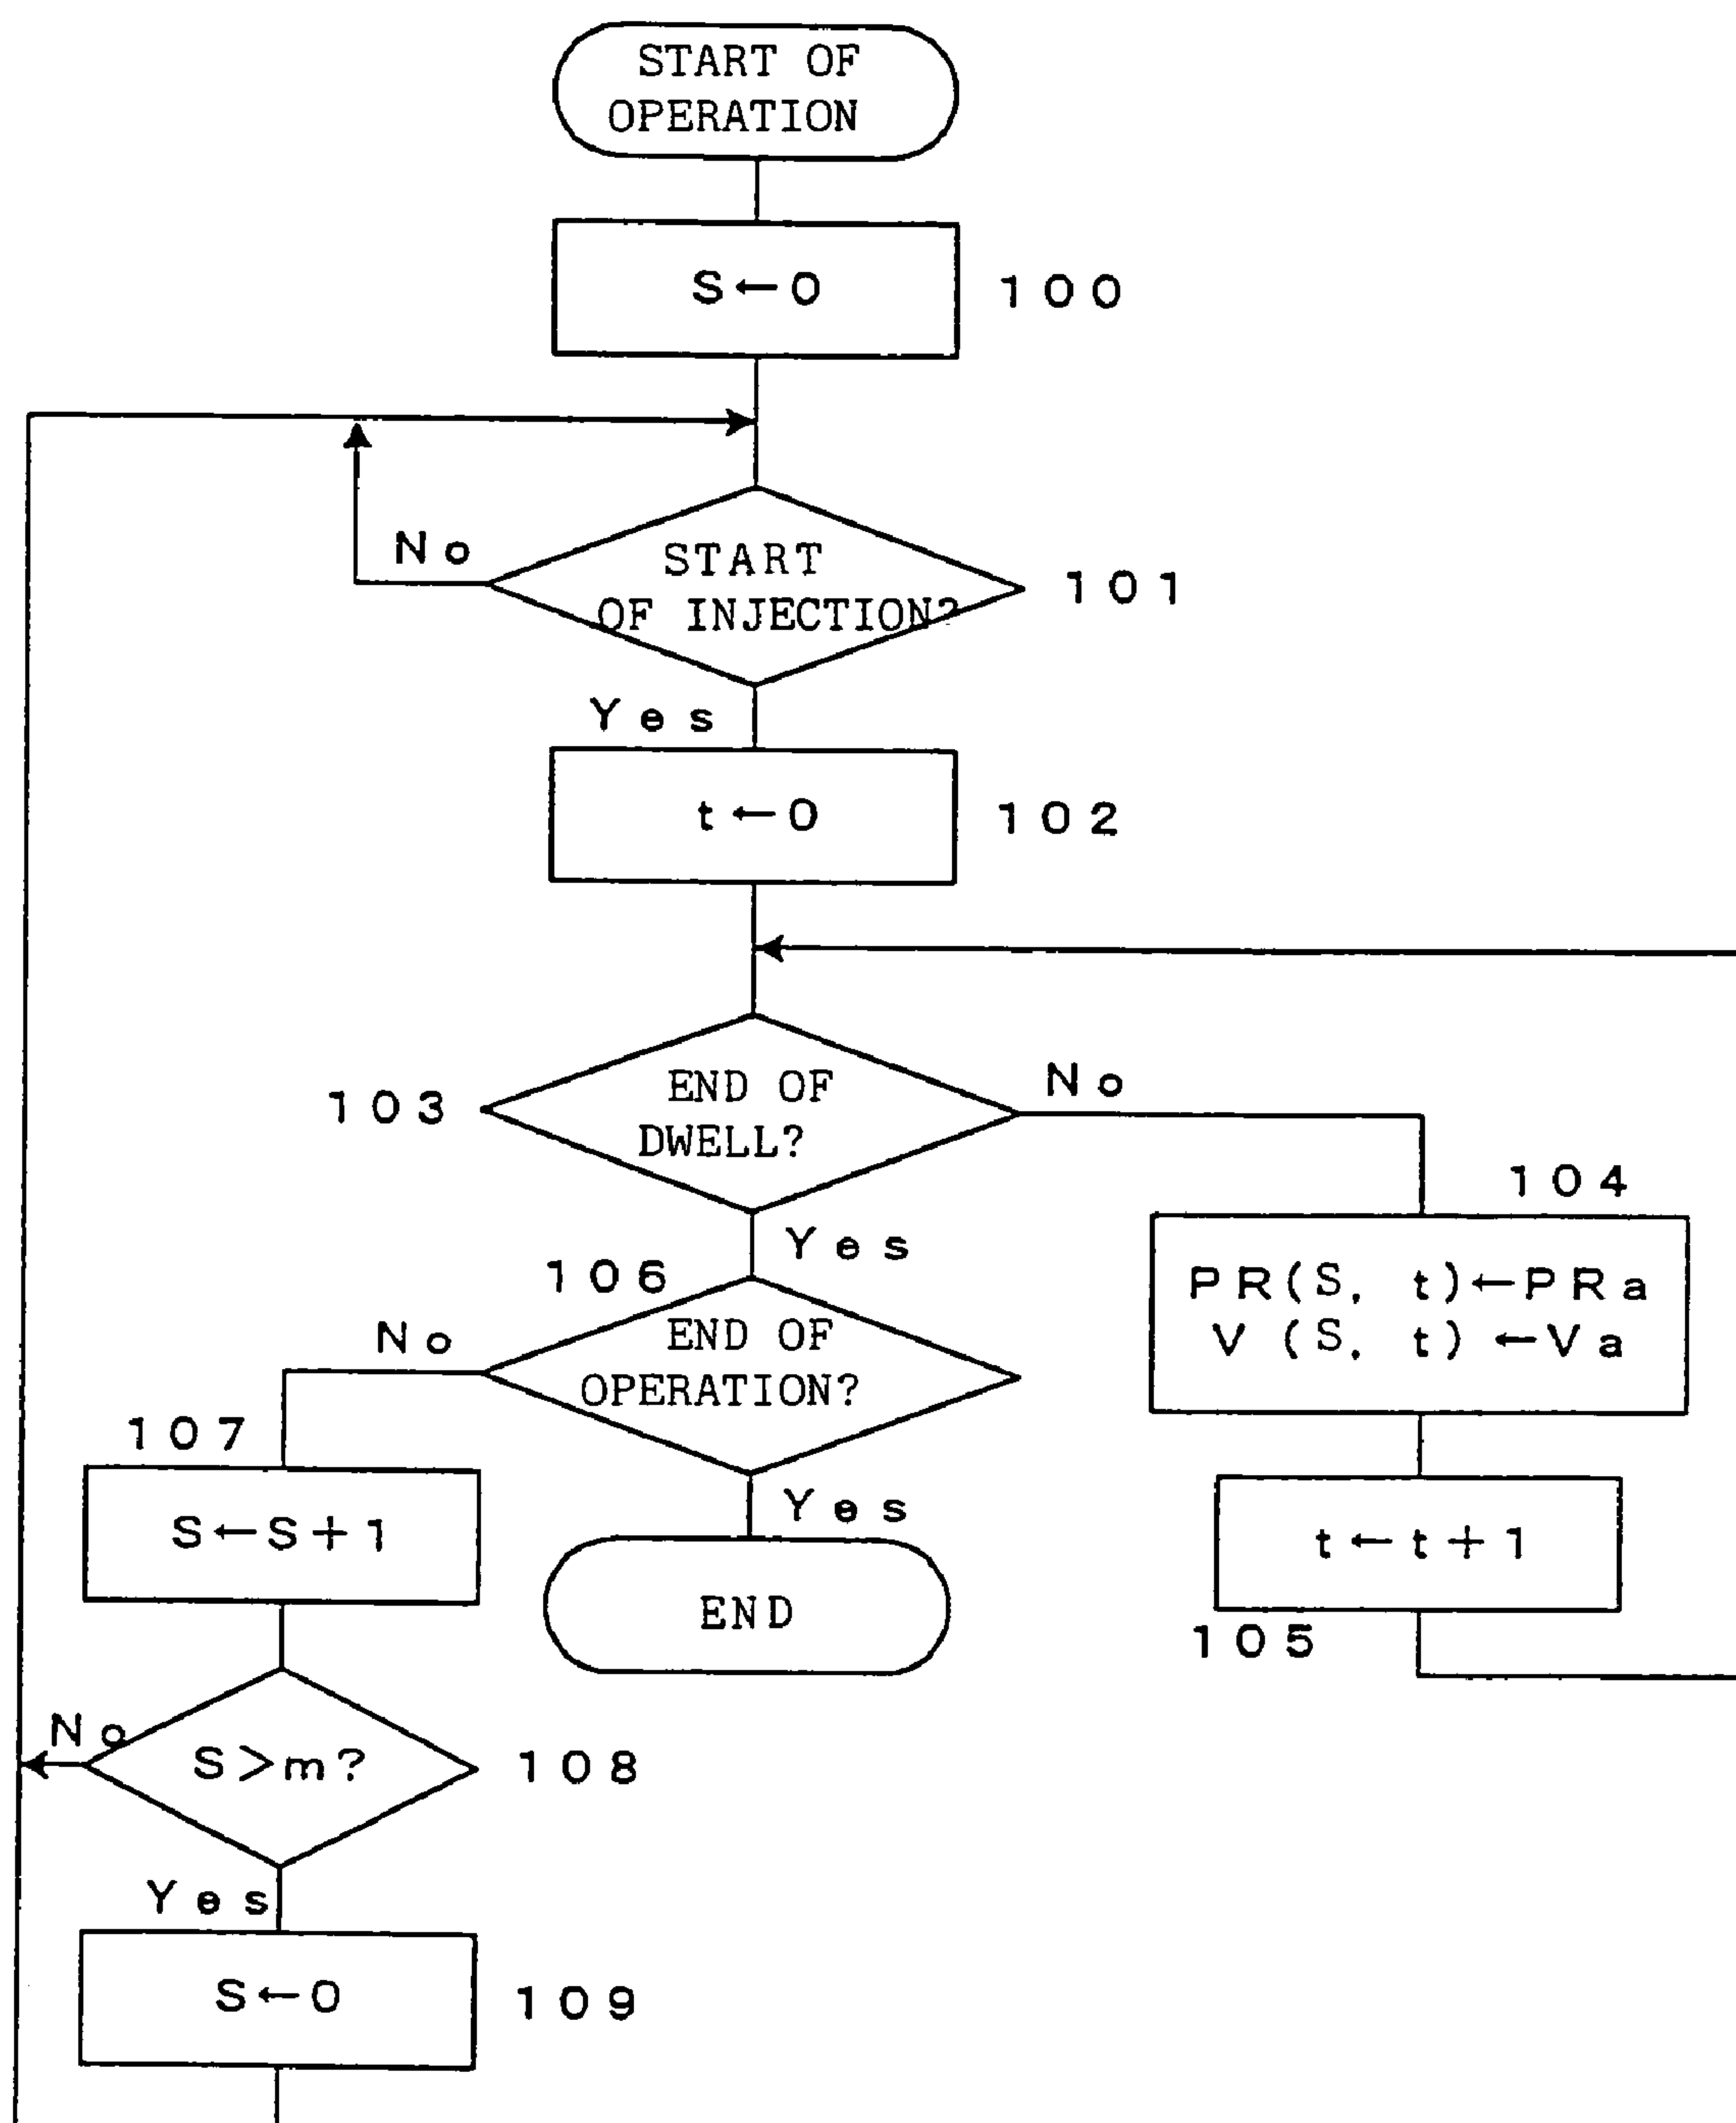 START OF
OPERATION
S←0
100
No
START
OF INJECTION?
101
Yes
t←0
102
103
END OF
DWELL?
No
104
Yes
106
PR(S, t)←PRa
V (S, t) ←Va
No
END OF
OPERATION?
107
S←S+1
Yes
t←t+1
105
END
No
S>m?
108
Yes
S←0
109